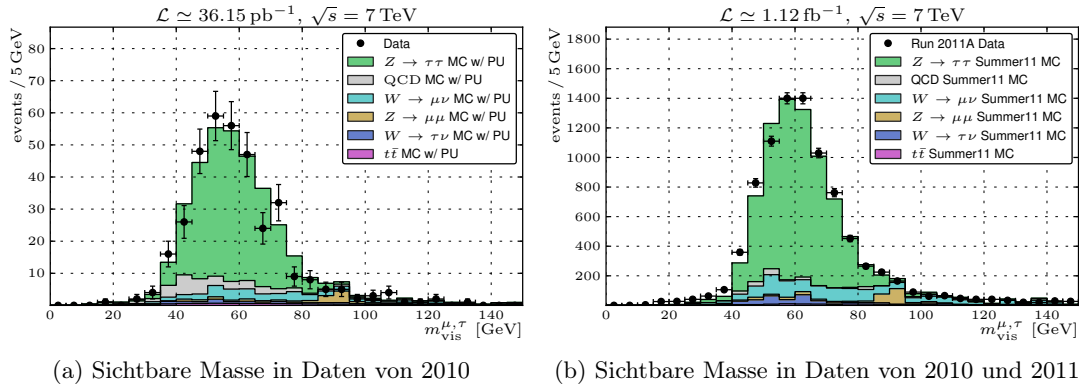 ℒ ≃ 36.15 pb⁻¹, √s = 7 TeV
events / 5 GeV
80
70
60
50
40
30
20
10
0 20 40 60 80 100 120 140
m_vis^{μ,τ} [GeV]
Data
Z → ττ MC w/ PU
QCD MC w/ PU
W → μν MC w/ PU
Z → μμ MC w/ PU
W → τν MC w/ PU
tt̄ MC w/ PU
(a) Sichtbare Masse in Daten von 2010
ℒ ≃ 1.12 fb⁻¹, √s = 7 TeV
events / 5 GeV
1800
1600
1400
1200
1000
800
600
400
200
0 20 40 60 80 100 120 140
m_vis^{μ,τ} [GeV]
Run 2011A Data
Z → ττ Summer11 MC
QCD Summer11 MC
W → μν Summer11 MC
Z → μμ Summer11 MC
W → τν Summer11 MC
tt̄ Summer11 MC
(b) Sichtbare Masse in Daten von 2010 und 2011